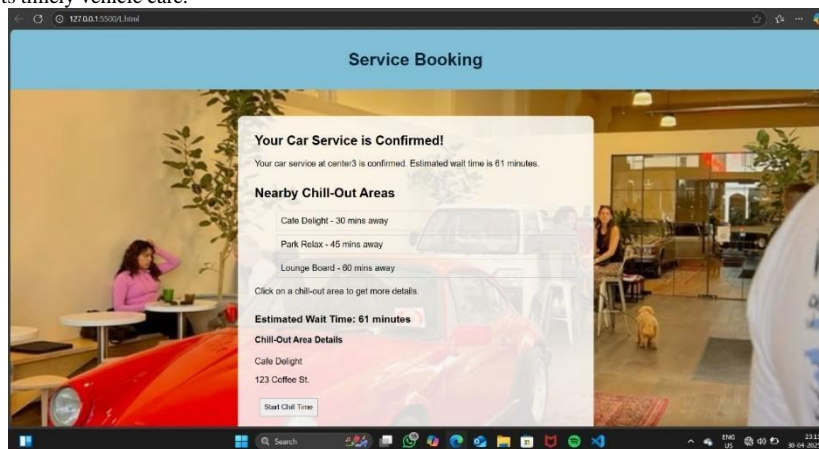 ts timely vehicle care.
127.0.0.1:5500/L.html
Service Booking
Your Car Service is Confirmed!
Your car service at center3 is confirmed. Estimated wait time is 61 minutes.
Nearby Chill-Out Areas
Cafe Delight - 30 mins away
Park Relax - 45 mins away
Lounge Board - 60 mins away
Click on a chill-out area to get more details.
Estimated Wait Time: 61 minutes
Chill-Out Area Details
Cafe Delight
123 Coffee St.
Start Chill Time
Search
ENG
US
30-04-2025